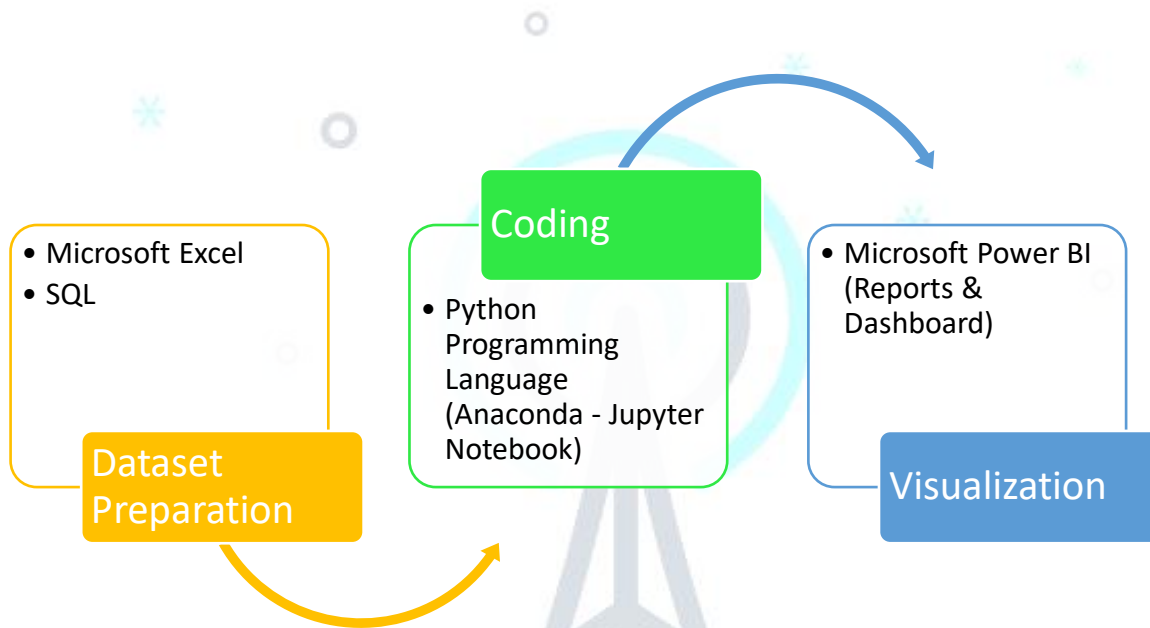 • Microsoft Excel
• SQL
Dataset
Preparation
Coding
• Python
Programming
Language
(Anaconda - Jupyter
Notebook)
• Microsoft Power BI
(Reports &
Dashboard)
Visualization